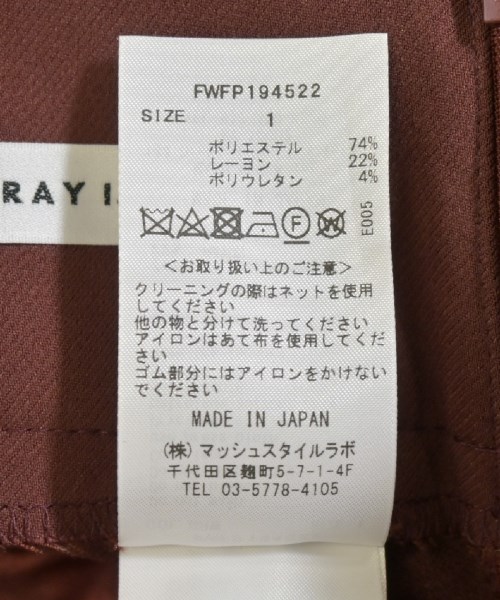 FWFP194522
SIZE 1
ポリエステル 74%
レーヨン 22%
ポリウレタン 4%
F W
E005
<お取り扱い上のご注意>
クリーニングの際はネットを使用
してください
他の物と分けて洗ってください
アイロンはあて布を使用してくだ
さい
ゴム部分にはアイロンをかけない
でください
MADE IN JAPAN
(株) マッシュスタイルラボ
千代田区麹町5-7-1-4F
TEL 03-5778-4105
RAY